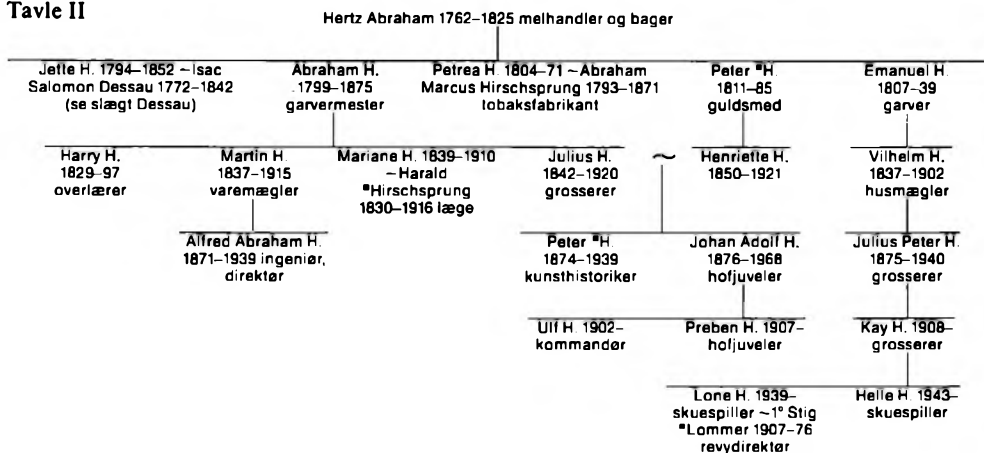 Tavle II
Hertz Abraham 1762–1825 melhandler og bager
Jette H. 1794–1852 ~Isac
Salomon Dessau 1772–1842
(se slægt Dessau)
Abraham H.
1799–1875
garvermester
Petrea H. 1804–71 ~Abraham
Marcus Hirschsprung 1793–1871
tobaksfabrikant
Peter *H.
1811–85
guldsmed
Emanuel H.
1807–39
garver
Harry H.
1829–97
overlærer
Martin H.
1837–915
varemægler
Mariane H. 1839–1910
~Harald
*Hirschsprung
1830–1916 læge
Julius H.
1842–1920
grosserer
~
Henriette H.
1850–1921
Vilhelm H.
1837–1902
husmægler
Alfred Abraham H.
1871–1939 ingeniør,
direktør
Peter *H.
1874–1939
kunsthistoriker
Johan Adolf H.
1876–1968
hofjuveler
Julius Peter H.
1875–1940
grosserer
Ulf H. 1902–
kommandør
Preben H. 1907–
hofjuveler
Kay H. 1908–
grosserer
Lone H. 1939–
skuespiller ~1° Stig
*Lommer 1907–76
revydirektør
Helle H. 1943–
skuespiller